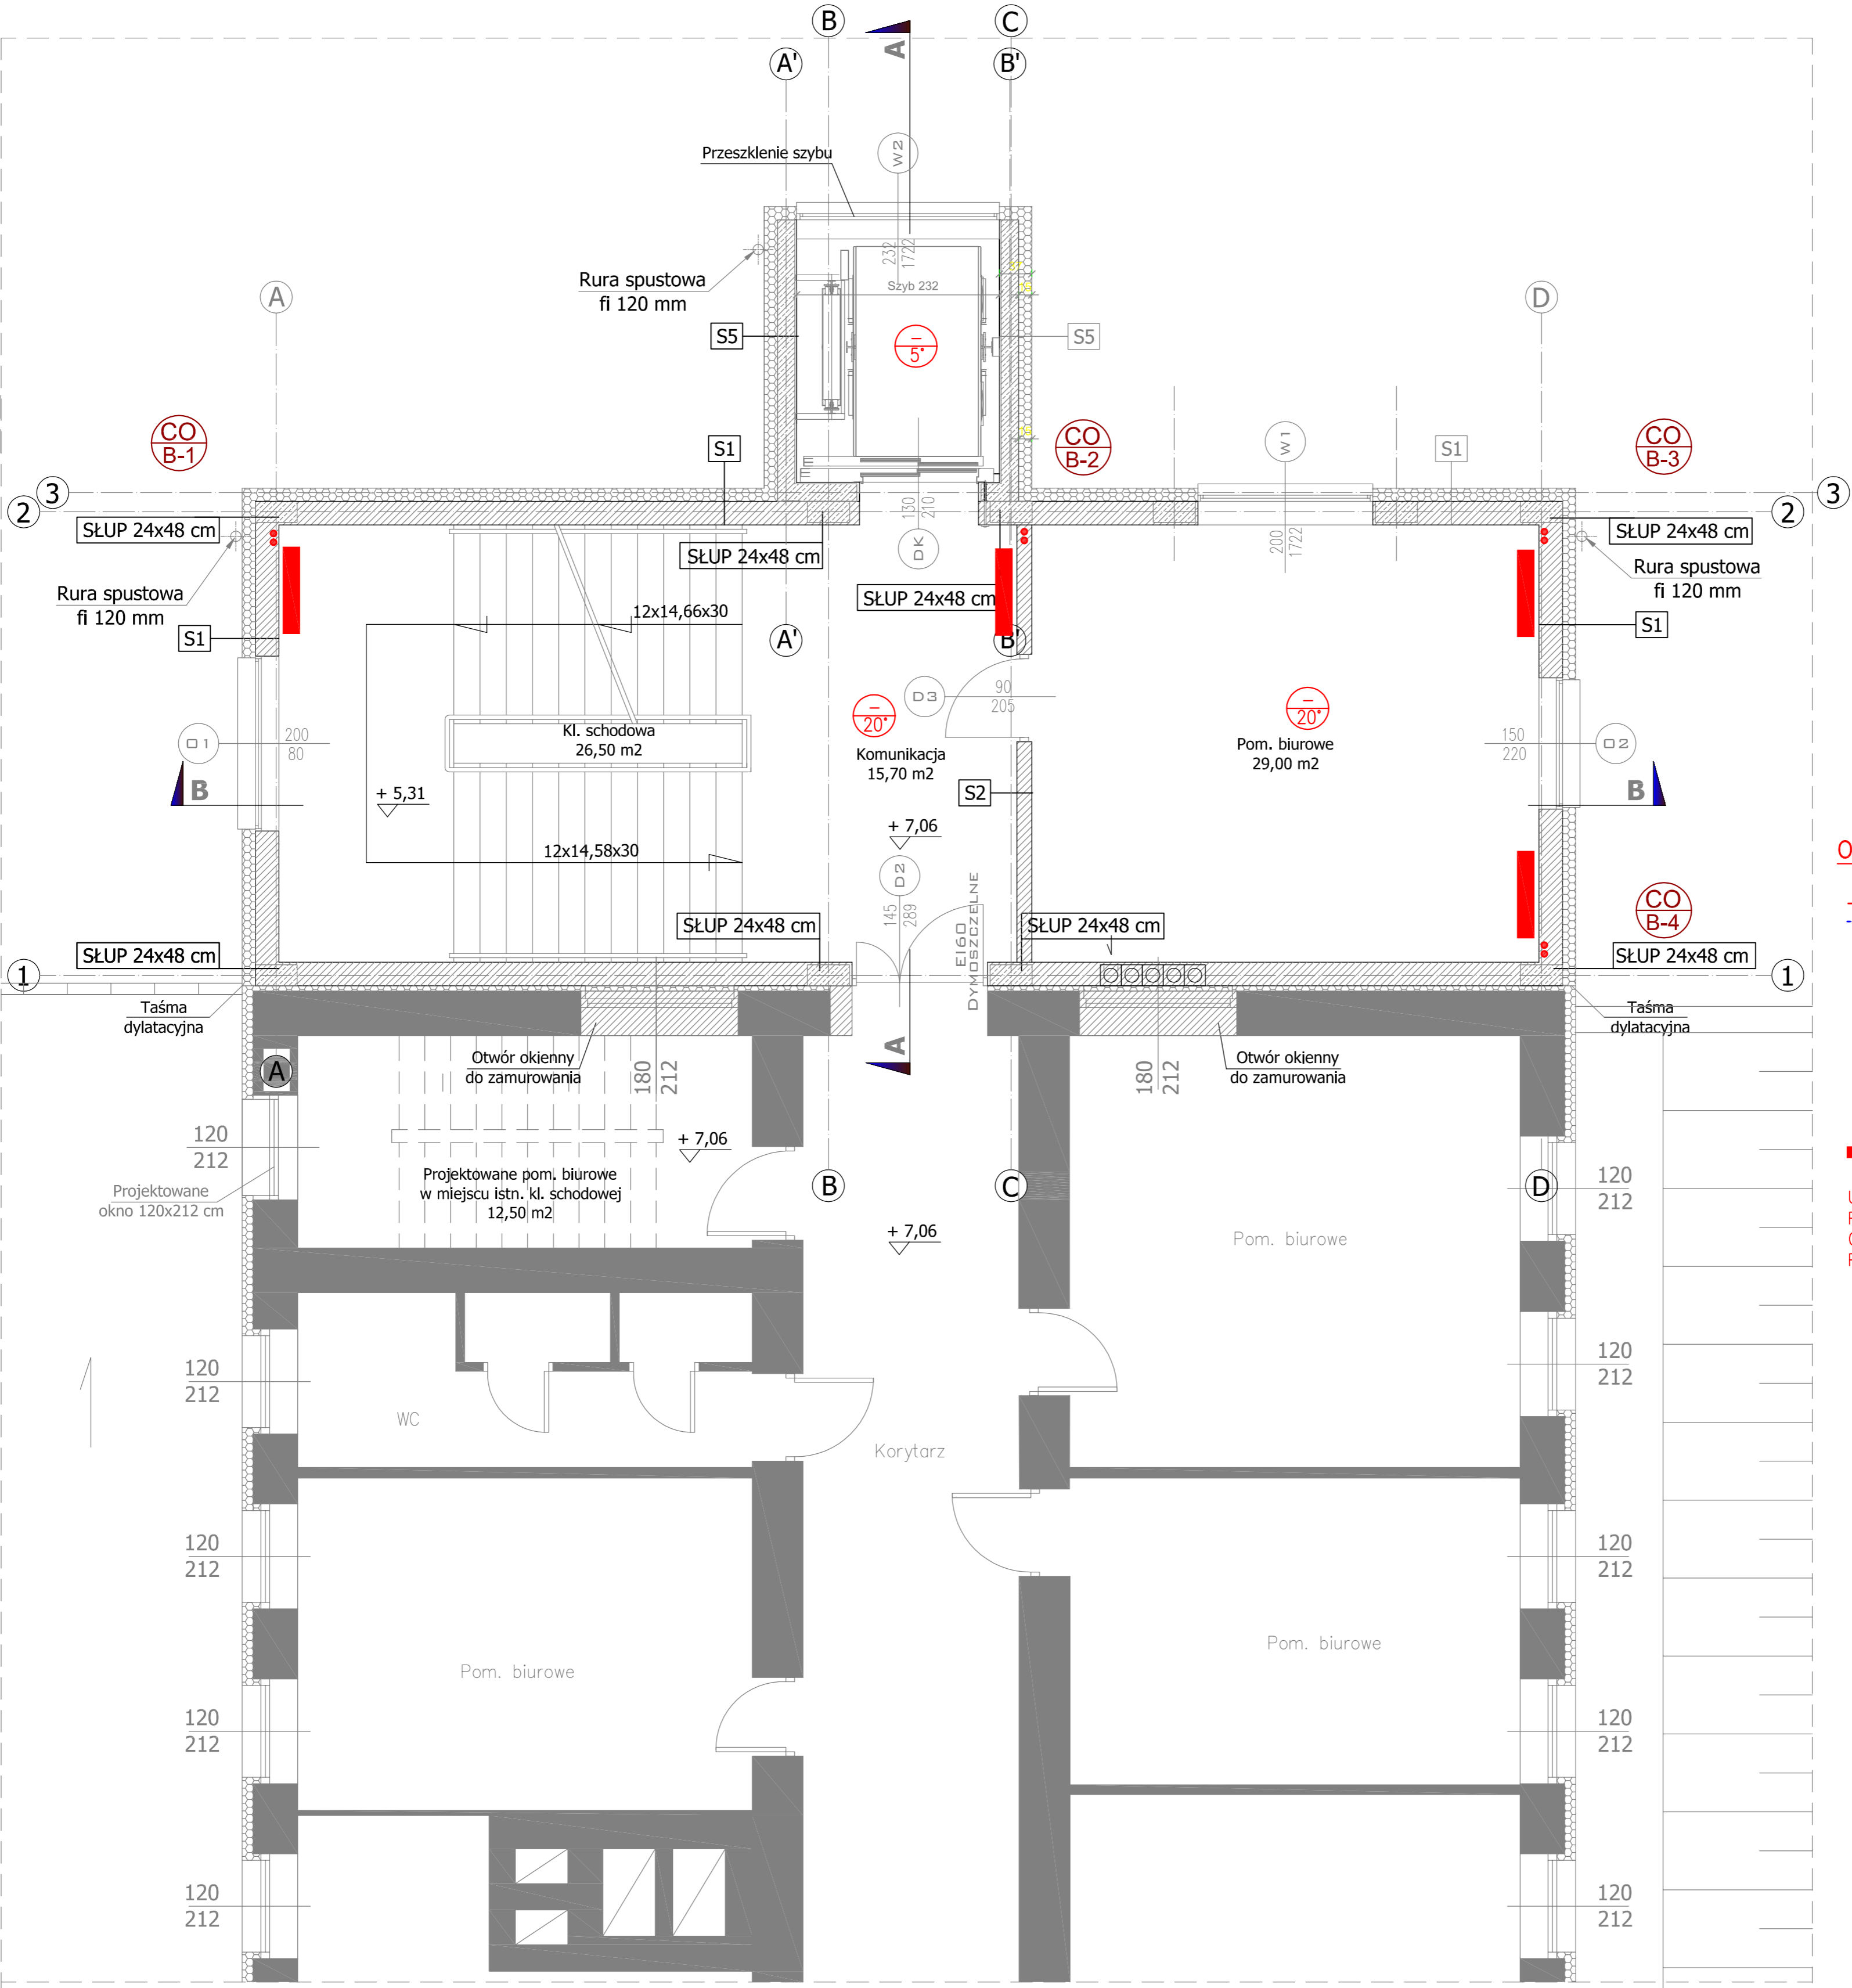 B
C
A
A'
B'
W2
Przeszklenie szybu
232
1722
Rura spustowa
fi 120 mm
Szyb 232
A
D
S5
S5
–
5°
CO
B-1
S1
CO
B-2
W1
S1
CO
B-3
3
3
2
2
SŁUP 24x48 cm
130
210
SŁUP 24x48 cm
SŁUP 24x48 cm
DK
200
1722
Rura spustowa
fi 120 mm
Rura spustowa
fi 120 mm
SŁUP 24x48 cm
12x14,66x30
S1
A'
B'
S1
D3
90
205
–
20°
–
20°
Kl. schodowa
26,50 m2
Komunikacja
15,70 m2
Pom. biurowe
29,00 m2
01
200
80
150
220
02
B
B
S2
+ 5,31
+ 7,06
12x14,58x30
D2
145
289
EI60
DYMOSZCZELNE
CO
B-4
SŁUP 24x48 cm
SŁUP 24x48 cm
SŁUP 24x48 cm
SŁUP 24x48 cm
1
1
Taśma
dylatacyjna
Taśma
dylatacyjna
A
A
Otwór okienny
do zamurowania
180
212
180
212
Otwór okienny
do zamurowania
120
212
+ 7,06
Projektowane
okno 120x212 cm
Projektowane pom. biurowe
w miejscu istn. kl. schodowej
12,50 m2
B
C
D
120
212
+ 7,06
Pom. biurowe
120
212
120
212
WC
Korytarz
120
212
120
212
Pom. biurowe
Pom. biurowe
120
212
120
212
120
212
120
212